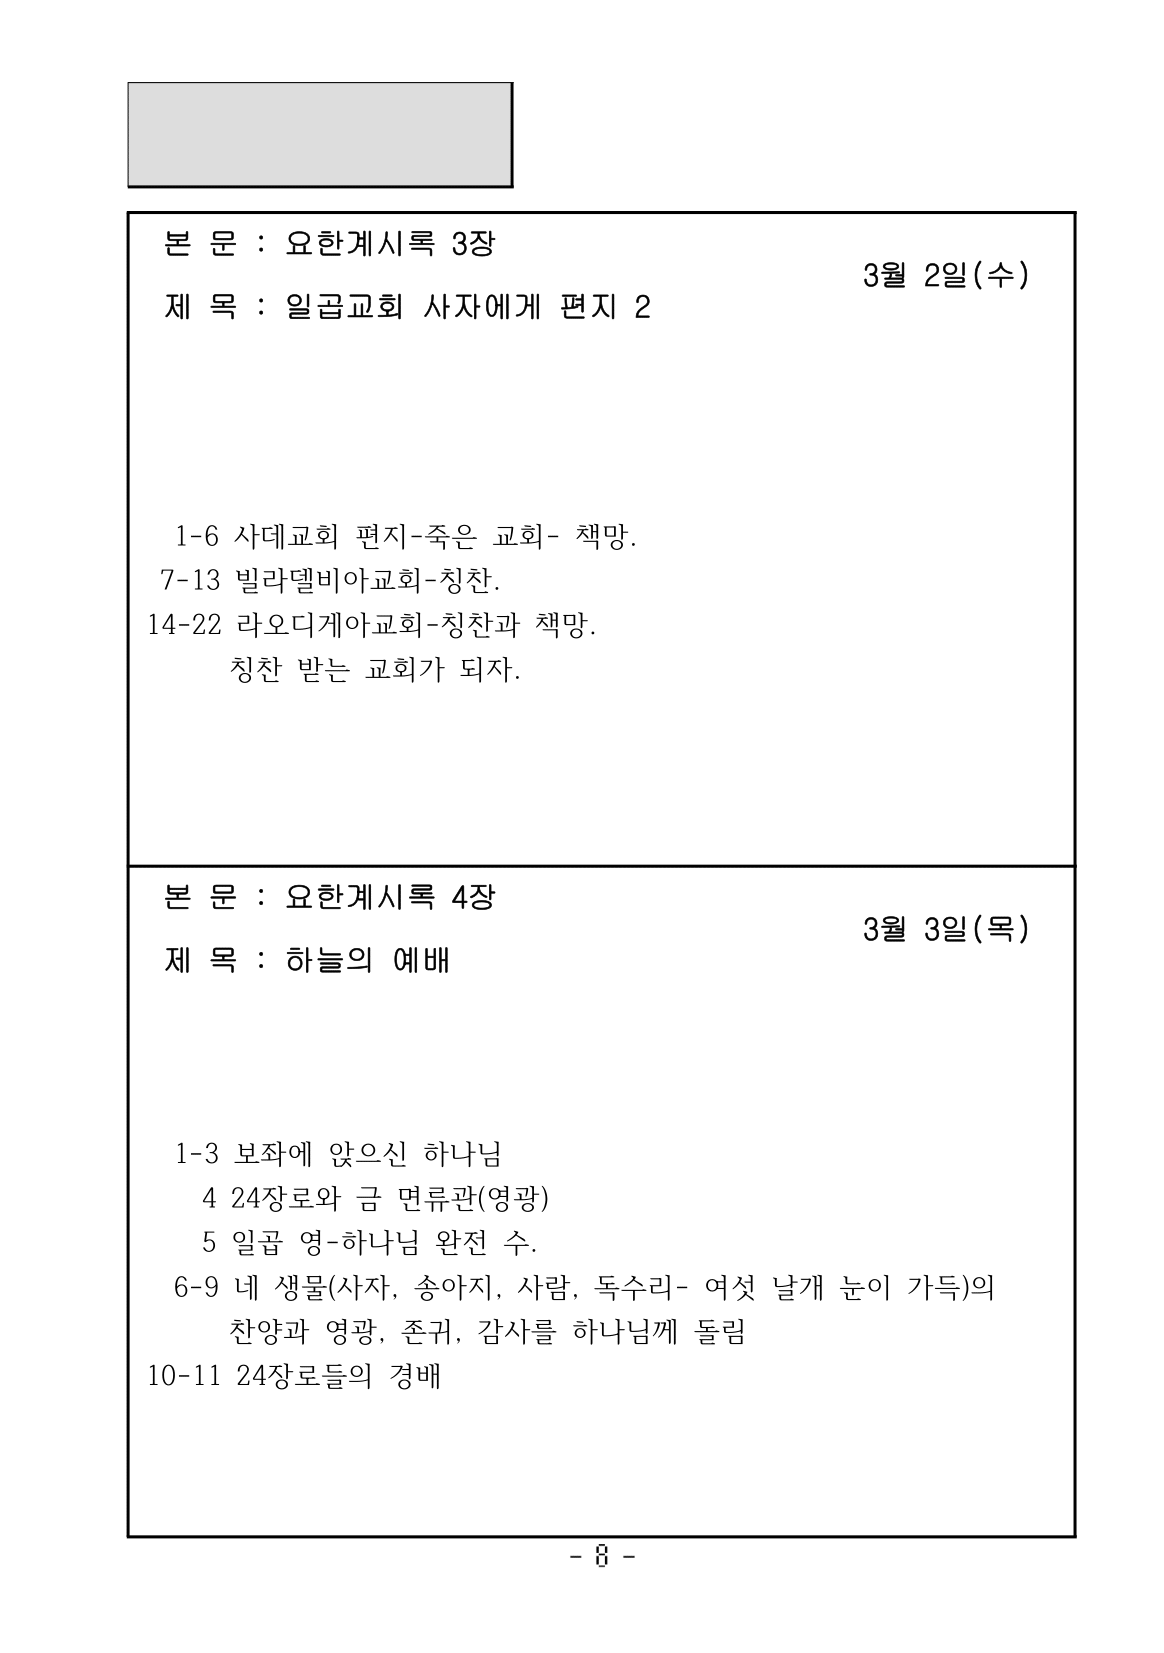 본 문 : 요한계시록 3장
3월 2일(수)
제 목 : 일곱교회 사자에게 편지 2
1-6 사데교회 편지-죽은 교회- 책망.
7-13 빌라델비아교회-칭찬.
14-22 라오디게아교회-칭찬과 책망.
칭찬 받는 교회가 되자.
본 문 : 요한계시록 4장
3월 3일(목)
제 목 : 하늘의 예배
1-3 보좌에 앉으신 하나님
4 24장로와 금 면류관(영광)
5 일곱 영-하나님 완전 수.
6-9 네 생물(사자, 송아지, 사람, 독수리- 여섯 날개 눈이 가득)의
찬양과 영광, 존귀, 감사를 하나님께 돌림
10-11 24장로들의 경배
- 8 -